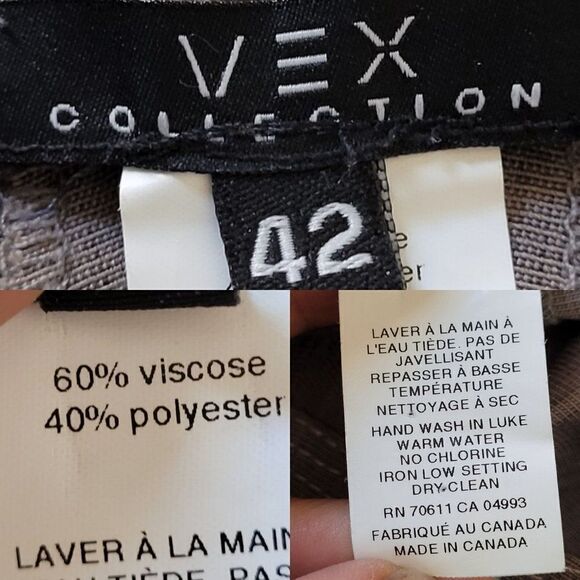 VEX
COLLECTION
42
e
er
60% viscose
40% polyester
LAVER À LA MAIN
LAVER À LA MAIN À
L'EAU TIÈDE. PAS DE
JAVELLISANT
REPASSER À BASSE
TEMPÉRATURE
NETTOYAGE À SEC
HAND WASH IN LUKE
WARM WATER
NO CHLORINE
IRON LOW SETTING
DRY CLEAN
RN 70611 CA 04993
FABRIQUÉ AU CANADA
MADE IN CANADA